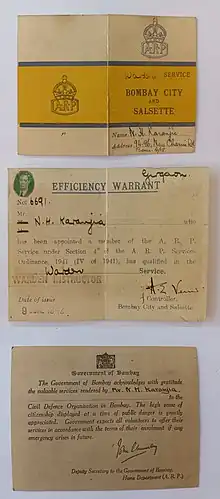 ARP
ARP
Warden SERVICE
BOMBAY CITY
AND
SALSETTE
Name N. H. Karanjia
Address
EFFICIENCY WARRANT
No. 6691
Mr. N. H. Karanjia who
has been appointed a member of the A. R. P.
Service under Section 4 of the A. R. P. Service
Ordinance, 1941 (IV of 1941), has qualified in the
Warden Service.
WARDEN INSTRUCTOR
Date of issue
Controller,
Bombay City and Salsette
Government of Bombay
The Government of Bombay acknowledges with gratitude
the valuable services rendered by Mr. N. H. Karanjia
to the
Civil Defence Organization in Bombay. The high sense of
citizenship displayed at a time of public danger is greatly
appreciated. Government expects all volunteers to offer their
services in accordance with the terms of their enrolment if any
emergency arises in future.
Deputy Secretary to the Government of Bombay,
Home Department (A. R. P.)